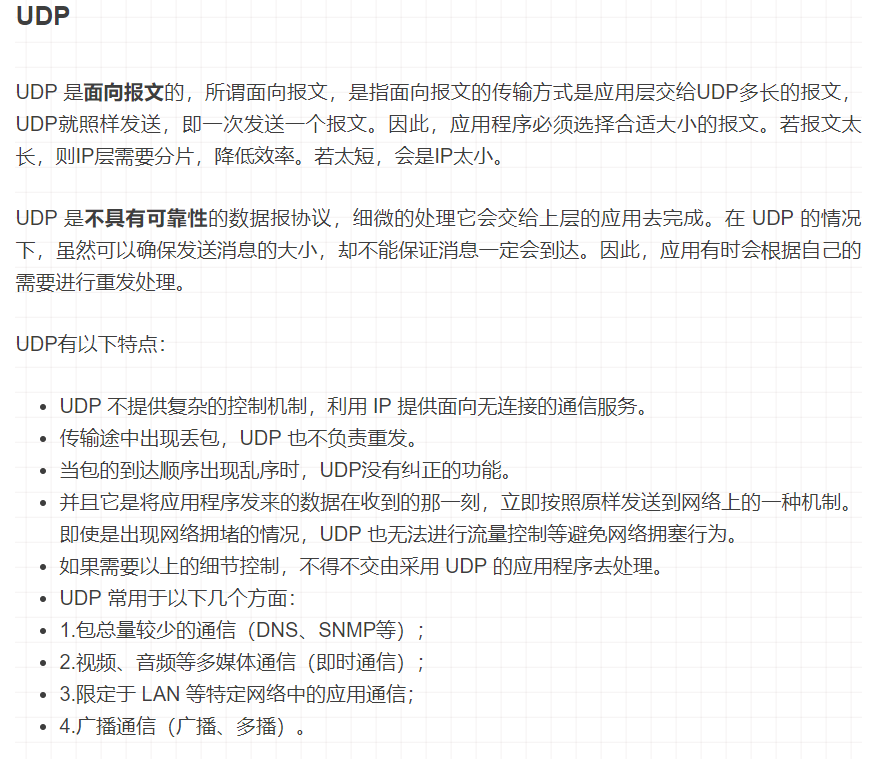 UDP
UDP 是面向报文的，所谓面向报文，是指面向报文的传输方式是应用层交给UDP多长的报文，
UDP就照样发送，即一次发送一个报文。因此，应用程序必须选择合适大小的报文。若报文太
长，则IP层需要分片，降低效率。若太短，会是IP太小。
UDP 是不具有可靠性的数据报协议，细微的处理它会交给上层的应用去完成。在 UDP 的情况
下，虽然可以确保发送消息的大小，却不能保证消息一定会到达。因此，应用有时会根据自己的
需要进行重发处理。
UDP有以下特点：
• UDP 不提供复杂的控制机制，利用 IP 提供面向无连接的通信服务。
• 传输途中出现丢包，UDP 也不负责重发。
• 当包的到达顺序出现乱序时，UDP没有纠正的功能。
• 并且它是将应用程序发来的数据在收到的那一刻，立即按照原样发送到网络上的一种机制。
即使是出现网络拥堵的情况，UDP 也无法进行流量控制等避免网络拥塞行为。
• 如果需要以上的细节控制，不得不交由采用 UDP 的应用程序去处理。
• UDP 常用于以下几个方面：
• 1.包总量较少的通信（DNS、SNMP等）；
• 2.视频、音频等多媒体通信（即时通信）；
• 3.限定于 LAN 等特定网络中的应用通信；
• 4.广播通信（广播、多播）。